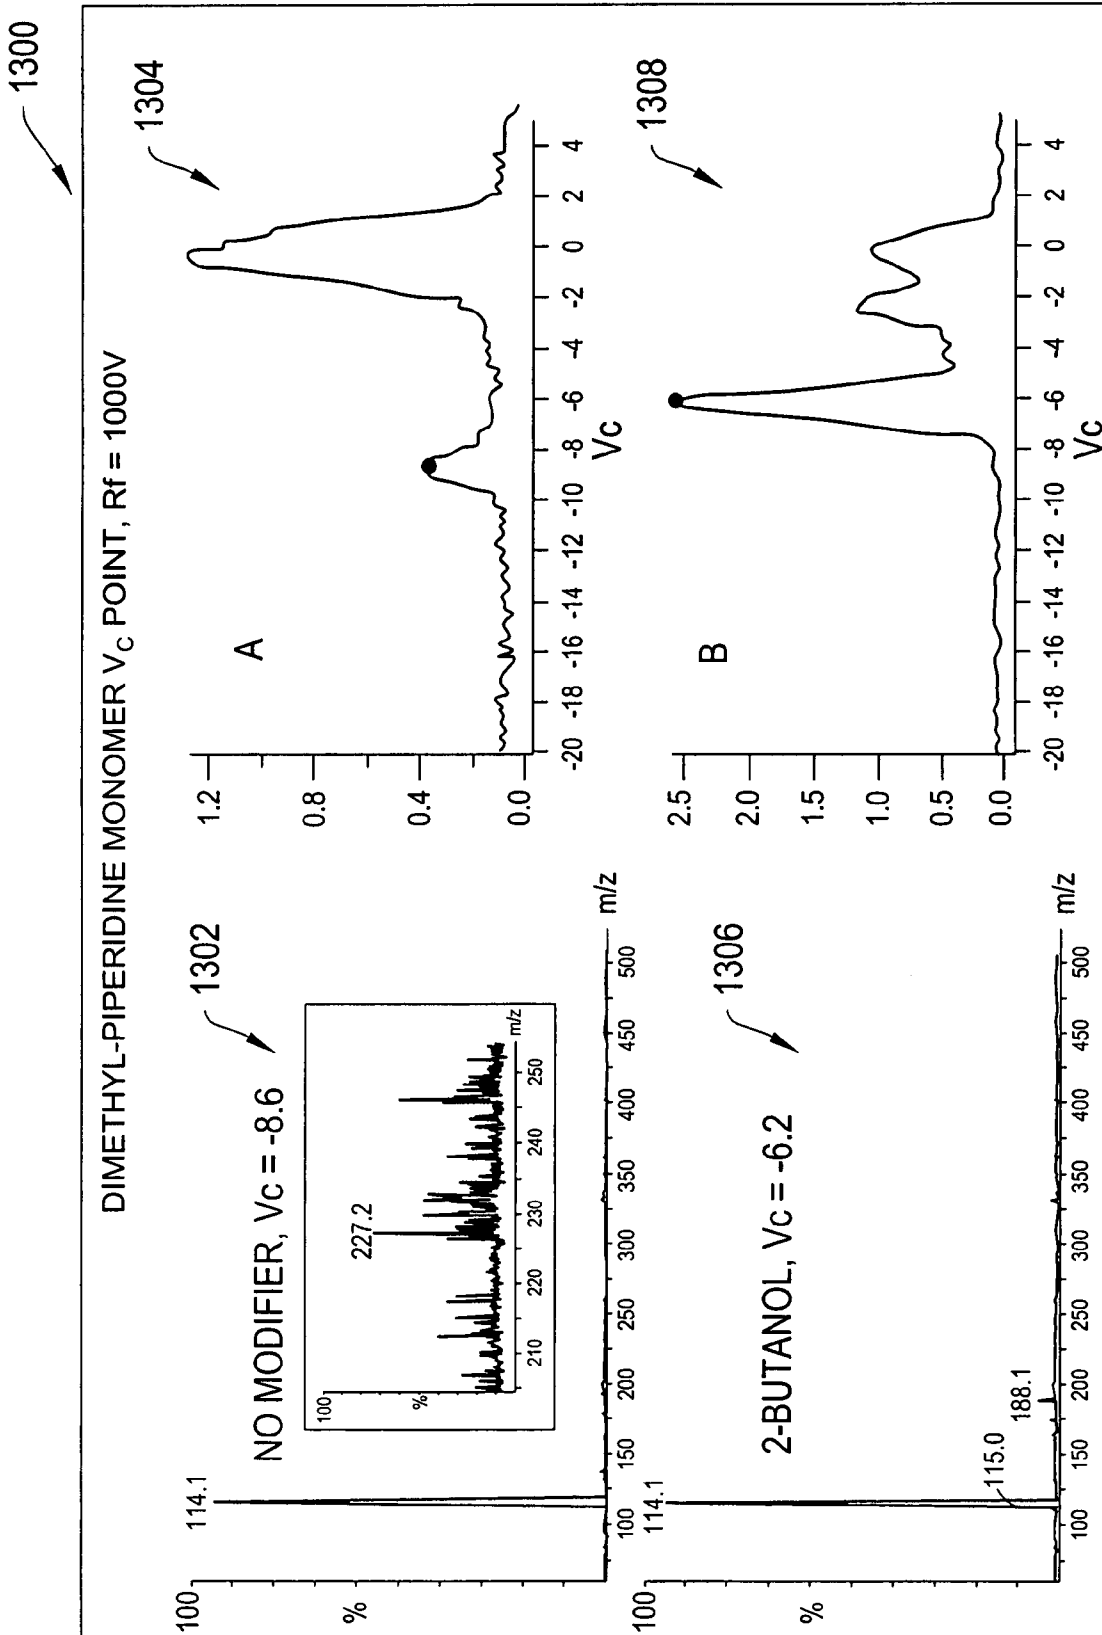 1300
DIMETHYL-PIPERIDINE MONOMER VC POINT, Rf = 1000V
1302
NO MODIFIER, Vc = -8.6
100
%
114.1
100 150 200 250 300 350 400 450 500 m/z
100
%
227.2
210 220 230 240 250 m/z
1304
A
1.2
0.8
0.4
0.0
-20 -18 -16 -14 -12 -10 -8 -6 -4 -2 0 2 4
Vc
1306
2-BUTANOL, Vc = -6.2
100
%
114.1
115.0
188.1
100 150 200 250 300 350 400 450 500 m/z
1308
B
2.5
2.0
1.5
1.0
0.5
0.0
-20 -18 -16 -14 -12 -10 -8 -6 -4 -2 0 2 4
Vc